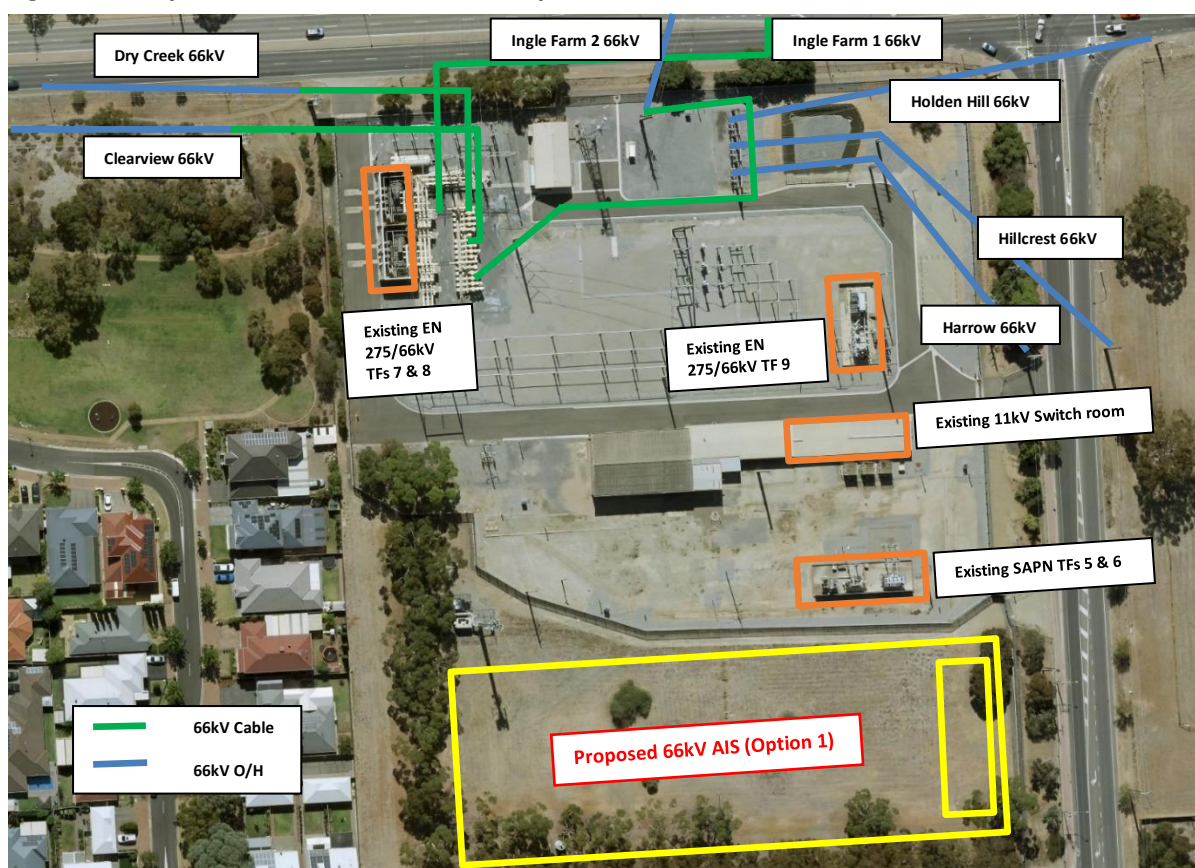 Dry Creek 66kV
Ingle Farm 2 66kV
Ingle Farm 1 66kV
Holden Hill 66kV
Clearview 66kV
Hillcrest 66kV
Harrow 66kV
Existing EN
275/66kV
TFs 7 & 8
Existing EN
275/66kV TF 9
Existing 11kV Switch room
Existing SAPN TFs 5 & 6
Proposed 66kV AIS (Option 1)
66kV Cable
66kV O/H